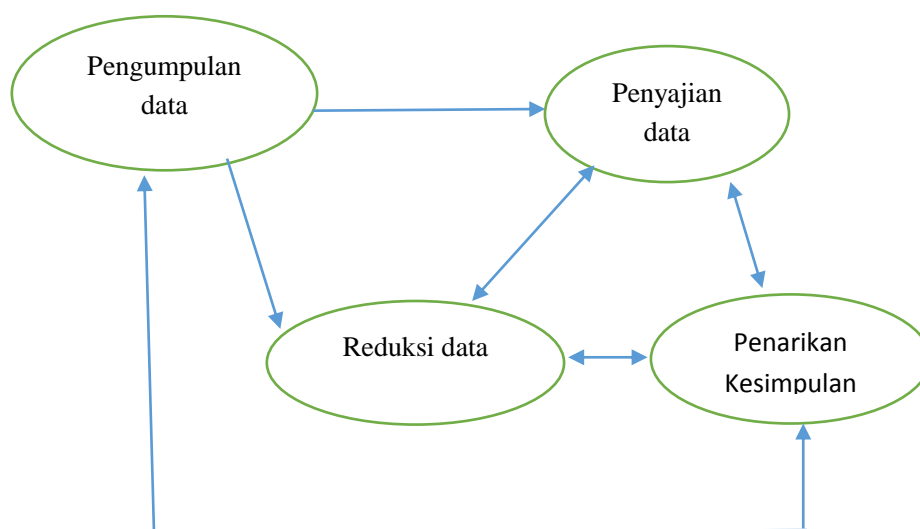 Pengumpulan
data
Penyajian
data
Reduksi data
Penarikan
Kesimpulan